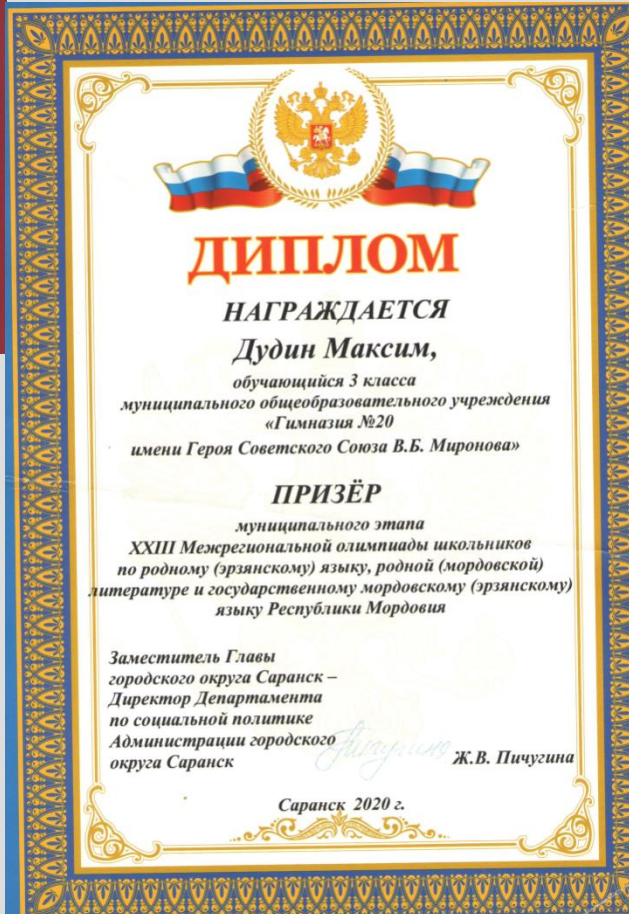 ДИПЛОМ
НАГРАЖДАЕТСЯ
Дудин Максим,
обучающийся 3 класса
муниципального общеобразовательного учреждения
«Гимназия №20
имени Героя Советского Союза В.Б. Миронова»
ПРИЗЁР
муниципального этапа
XXIII Межрегиональной олимпиады школьников
по родному (эрзянскому) языку, родной (мордовской)
литературе и государственному мордовскому (эрзянскому)
языку Республики Мордовия
Заместитель Главы
городского округа Саранск –
Директор Департамента
по социальной политике
Администрации городского
округа Саранск
Ж.В. Пичугина
Саранск 2020 г.